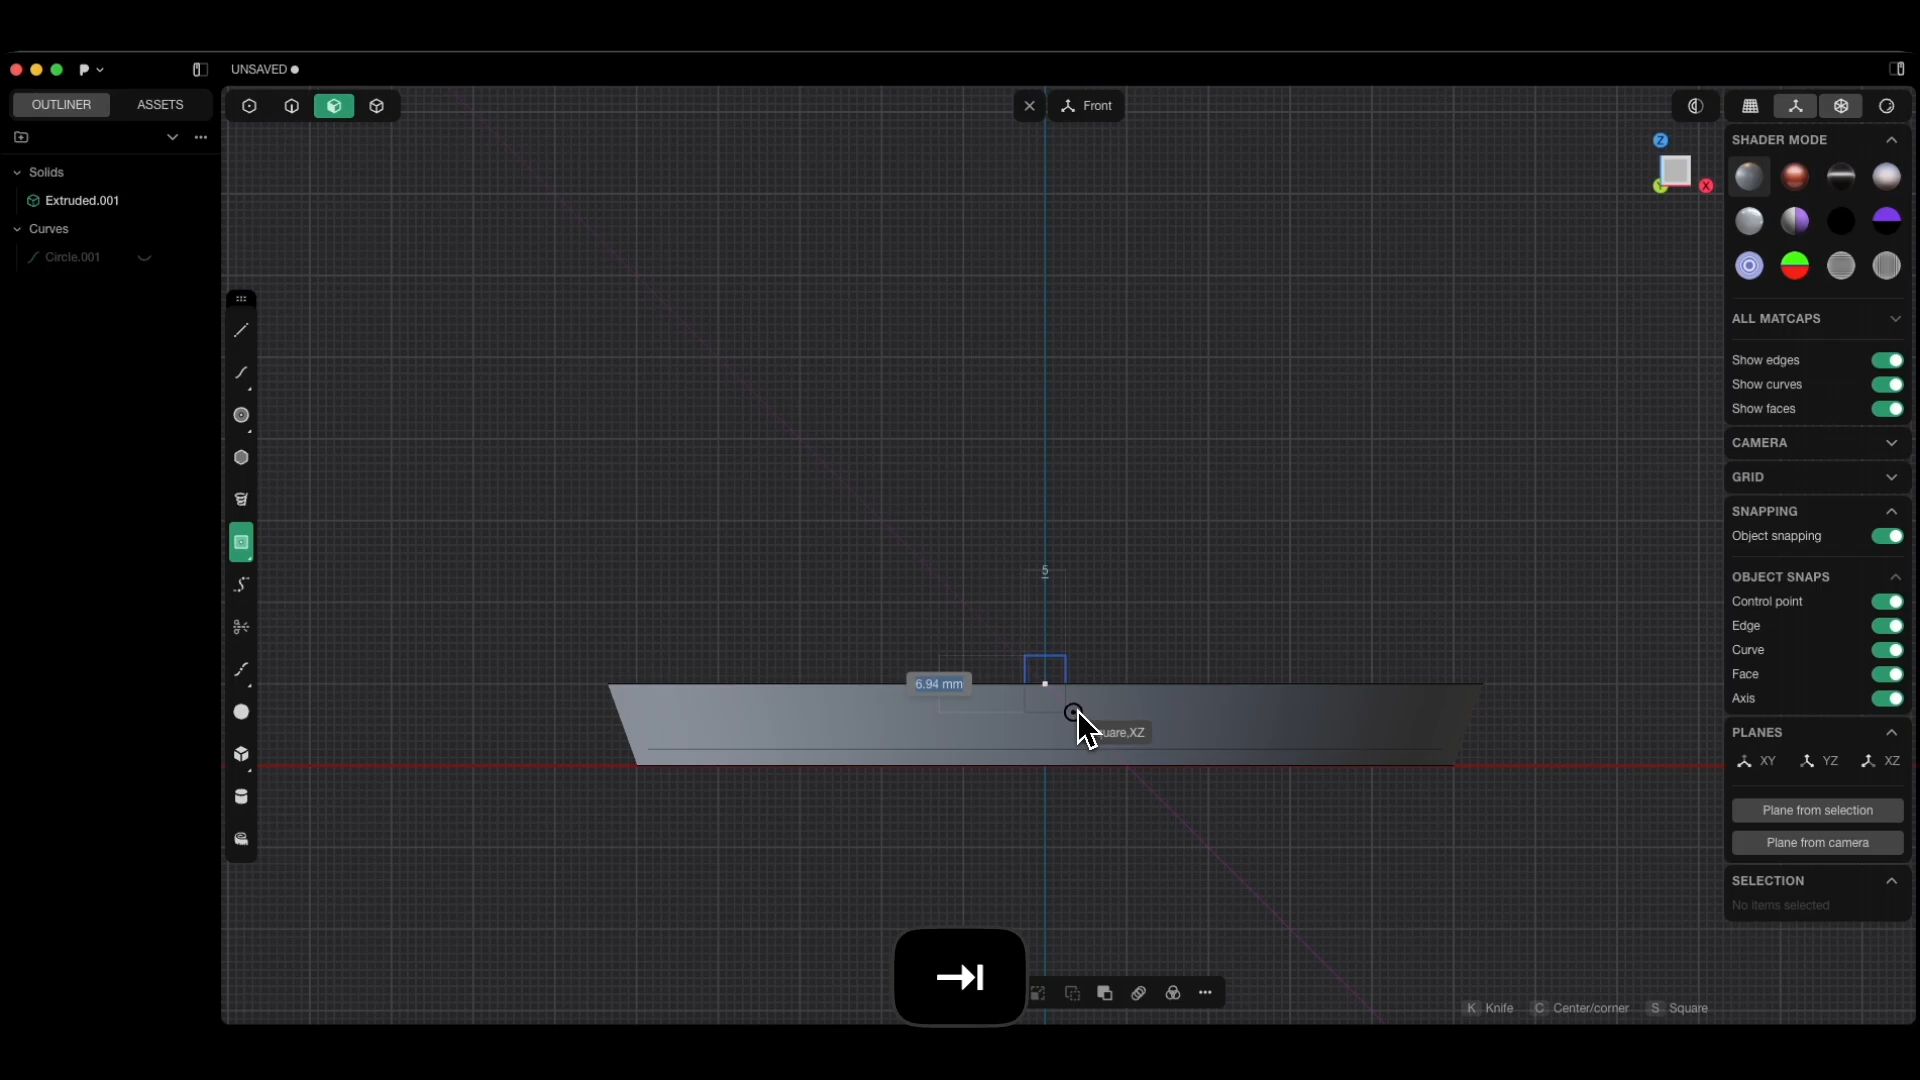 UNSAVED
OUTLINER
ASSETS
Front
Solids
Extruded.001
Curves
Circle.001
Z
Y
X
SHADER MODE
ALL MATCAPS
Show edges
Show curves
Show faces
CAMERA
GRID
SNAPPING
Object snapping
OBJECT SNAPS
Control point
Edge
Curve
Face
Axis
PLANES
XY YZ XZ
Plane from selection
Plane from camera
SELECTION
No items selected
5
6.94 mm
uare,XZ
K Knife C Center/corner S Square